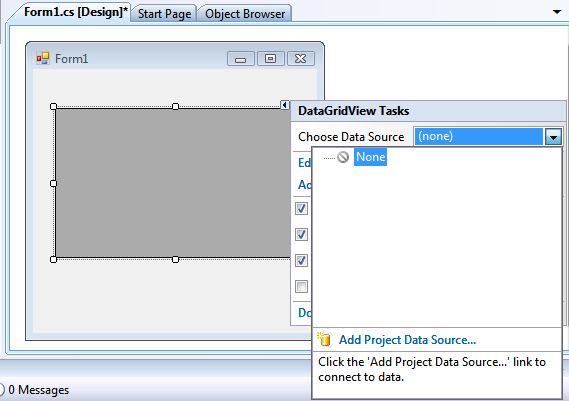 Form1.cs [Design]* Start Page Object Browser
Form1
DataGridView Tasks
Choose Data Source (none)
None
Ed
Ad
Do
Add Project Data Source...
Click the 'Add Project Data Source...' link to
connect to data.
0 Messages